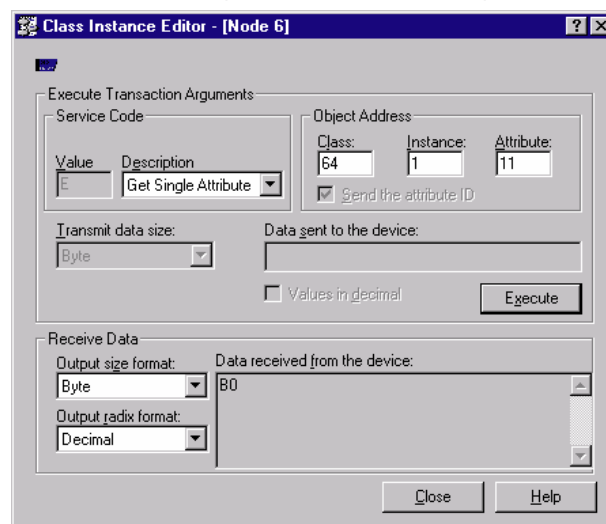 Class Instance Editor - [Node 6]
Execute Transaction Arguments
Service Code
Object Address
Value
Description
E
Get Single Attribute
Class:
Instance:
Attribute:
64
1
11
Send the attribute ID
Transmit data size:
Data sent to the device:
Byte
Values in decimal
Execute
Receive Data
Output size format:
Data received from the device:
Byte
B0
Output radix format:
Decimal
Close
Help